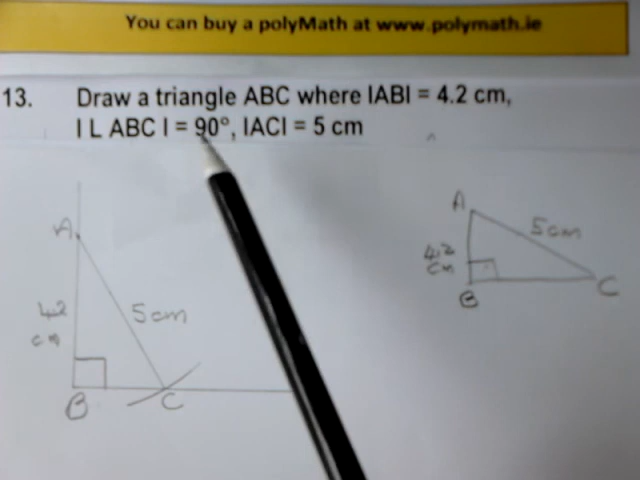 You can buy a polyMath at www.polymath.ie
13. Draw a triangle ABC where IABI = 4.2 cm,
I L ABC I = 90°, IACI = 5 cm
A
4.2
cm
5cm
B
C
A
5cm
4.2
cm
B
C